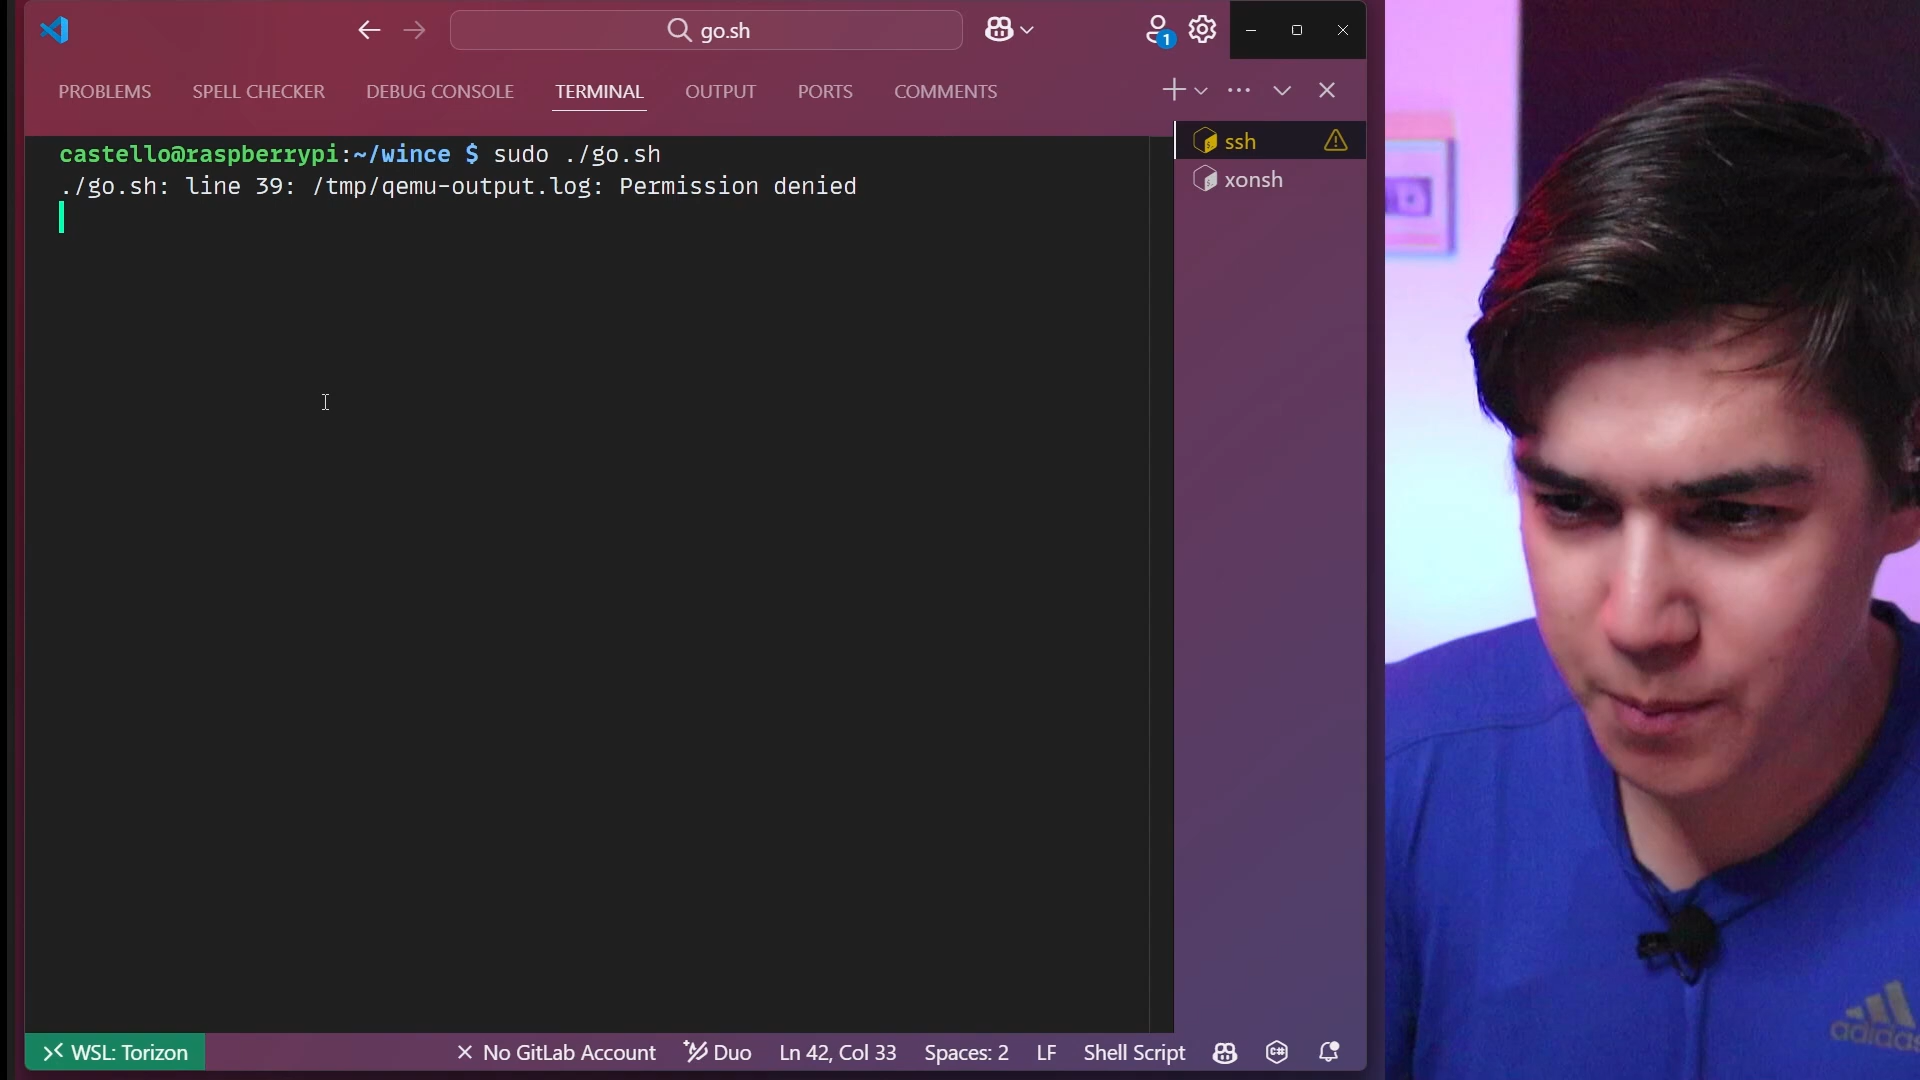 go.sh
1
PROBLEMS SPELL CHECKER DEBUG CONSOLE TERMINAL OUTPUT PORTS COMMENTS
castello@raspberrypi:~/wince $ sudo ./go.sh
./go.sh: line 39: /tmp/qemu-output.log: Permission denied
ssh
xonsh
WSL: Torizon
No GitLab Account Duo Ln 42, Col 33 Spaces: 2 LF Shell Script
adidas